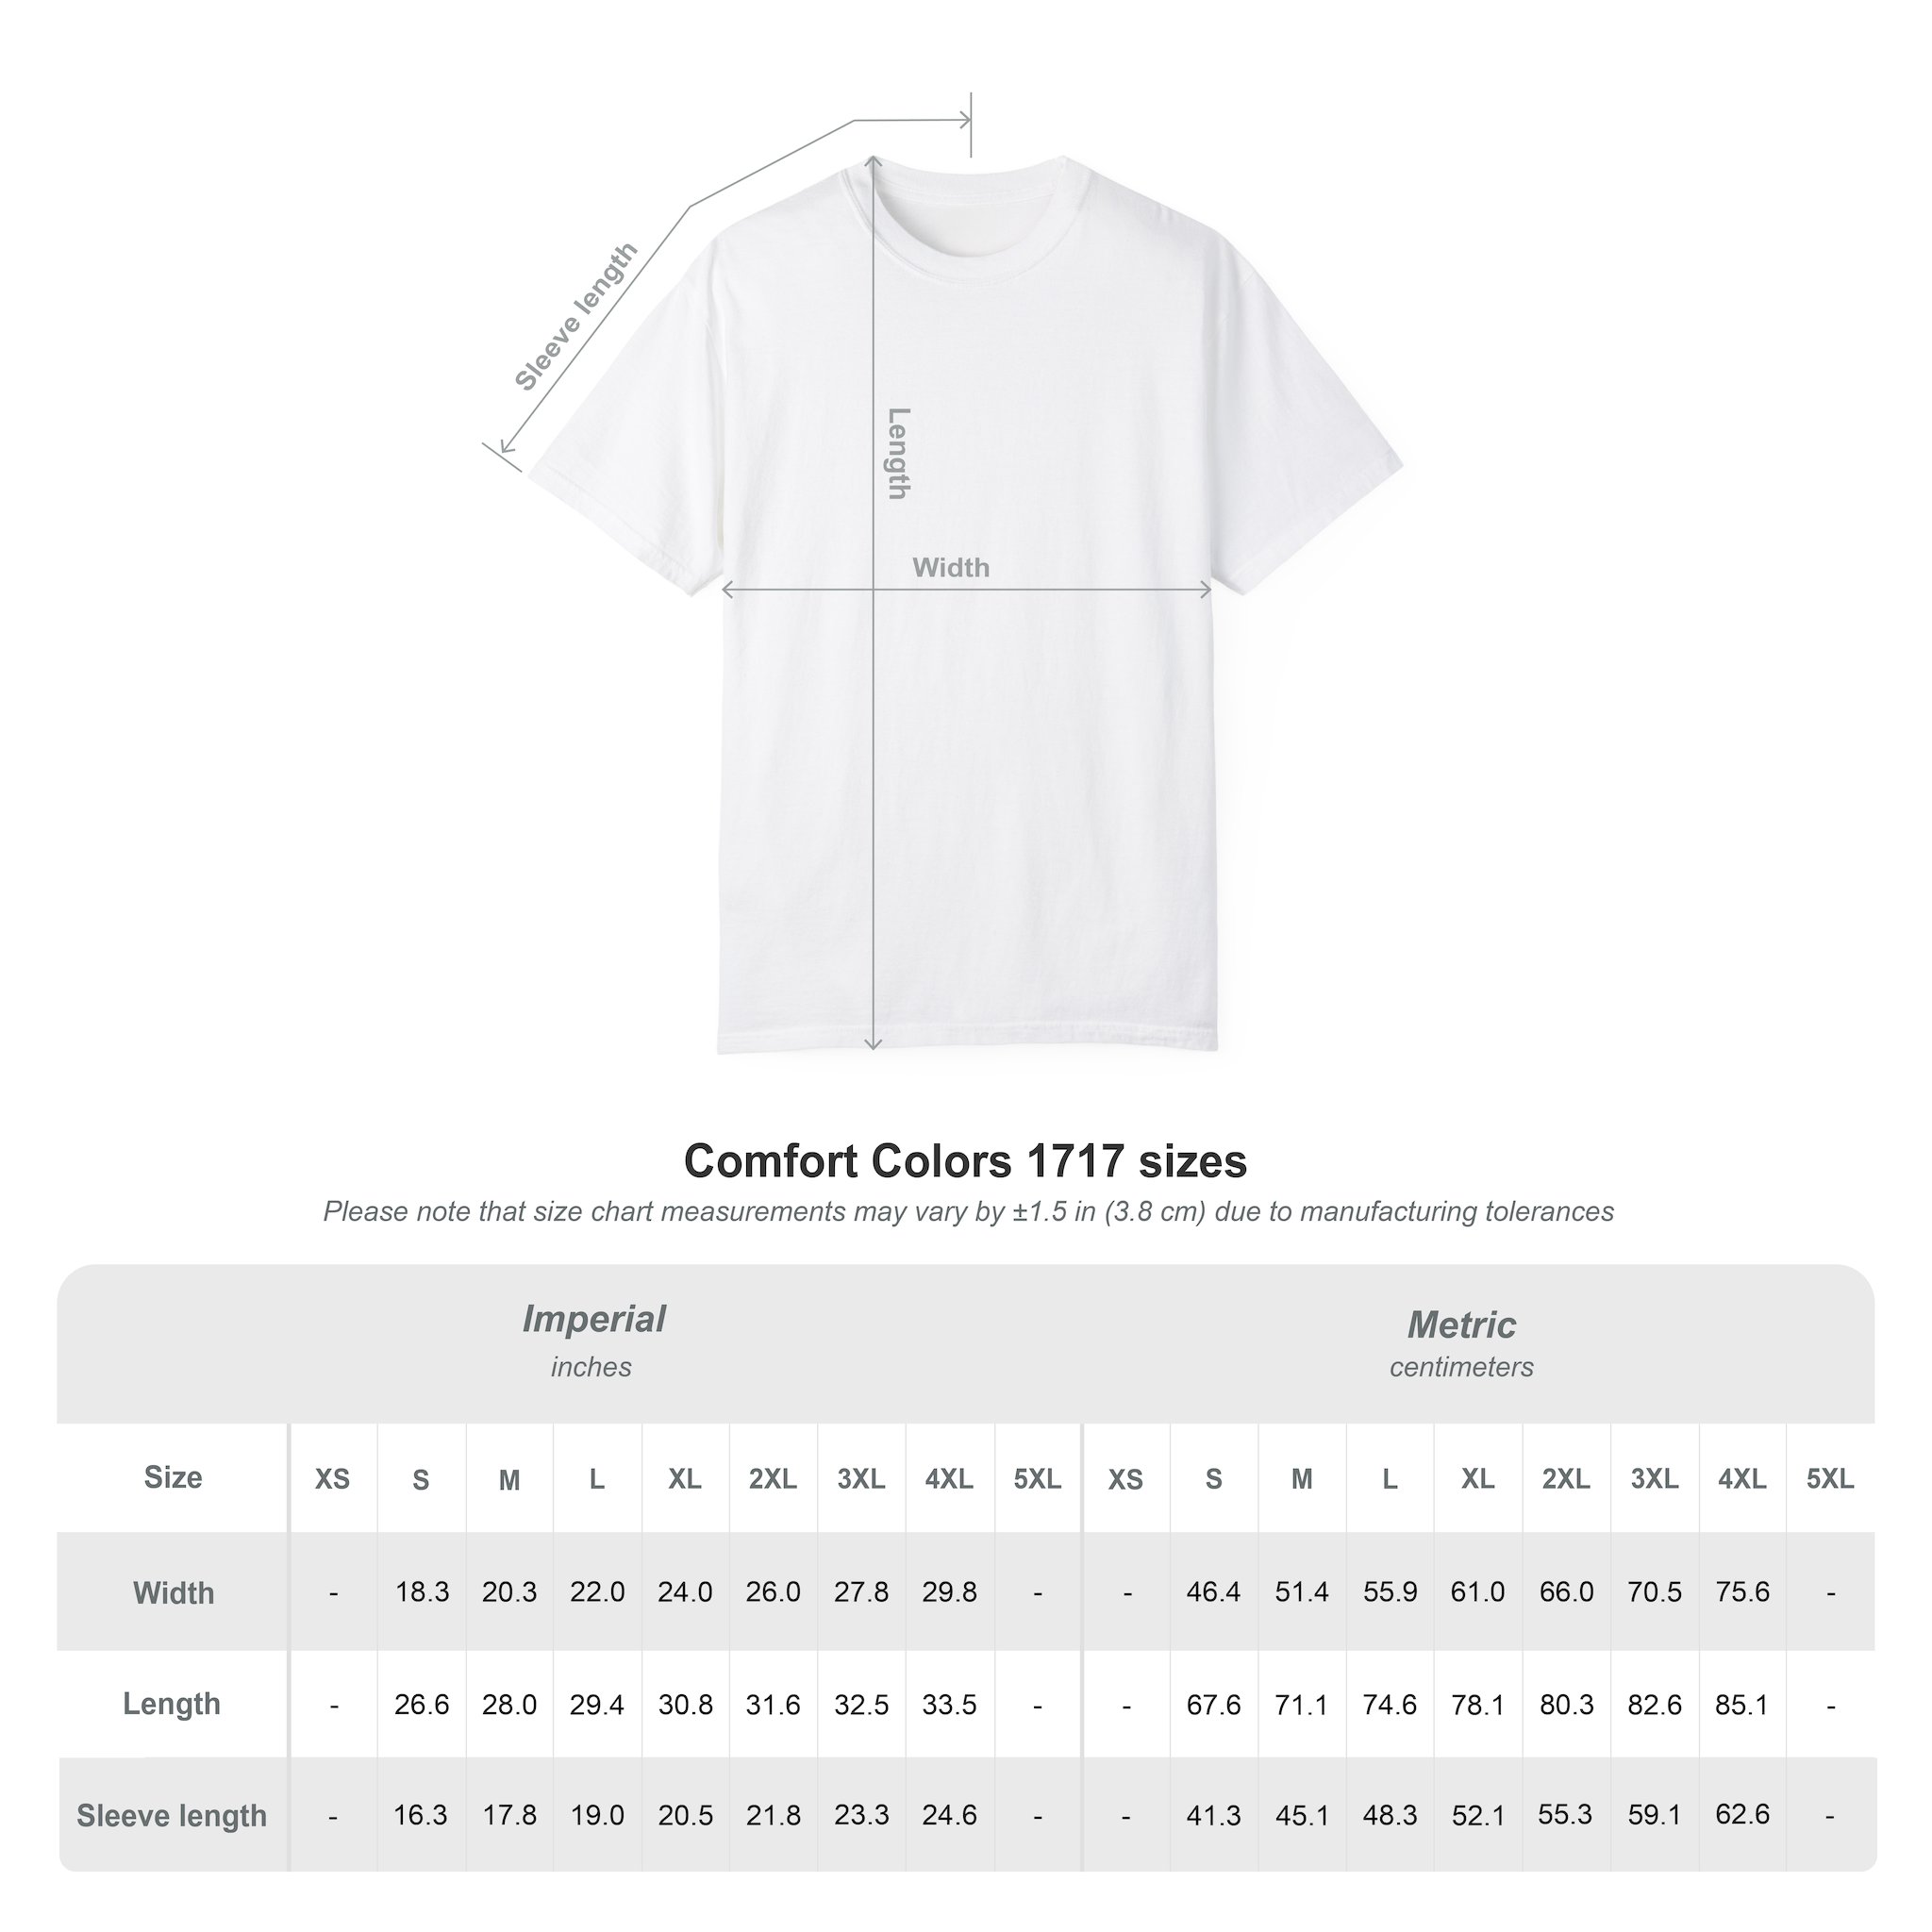 Sleeve length
Length
Width
Comfort Colors 1717 sizes
Please note that size chart measurements may vary by ±1.5 in (3.8 cm) due to manufacturing tolerances
Imperial Metric
inches centimeters
Size XS S M L XL 2XL 3XL 4XL 5XL XS S M L XL 2XL 3XL 4XL 5XL
Width - 18.3 20.3 22.0 24.0 26.0 27.8 29.8 - - 46.4 51.4 55.9 61.0 66.0 70.5 75.6 -
Length - 26.6 28.0 29.4 30.8 31.6 32.5 33.5 - - 67.6 71.1 74.6 78.1 80.3 82.6 85.1 -
Sleeve length - 16.3 17.8 19.0 20.5 21.8 23.3 24.6 - - 41.3 45.1 48.3 52.1 55.3 59.1 62.6 -